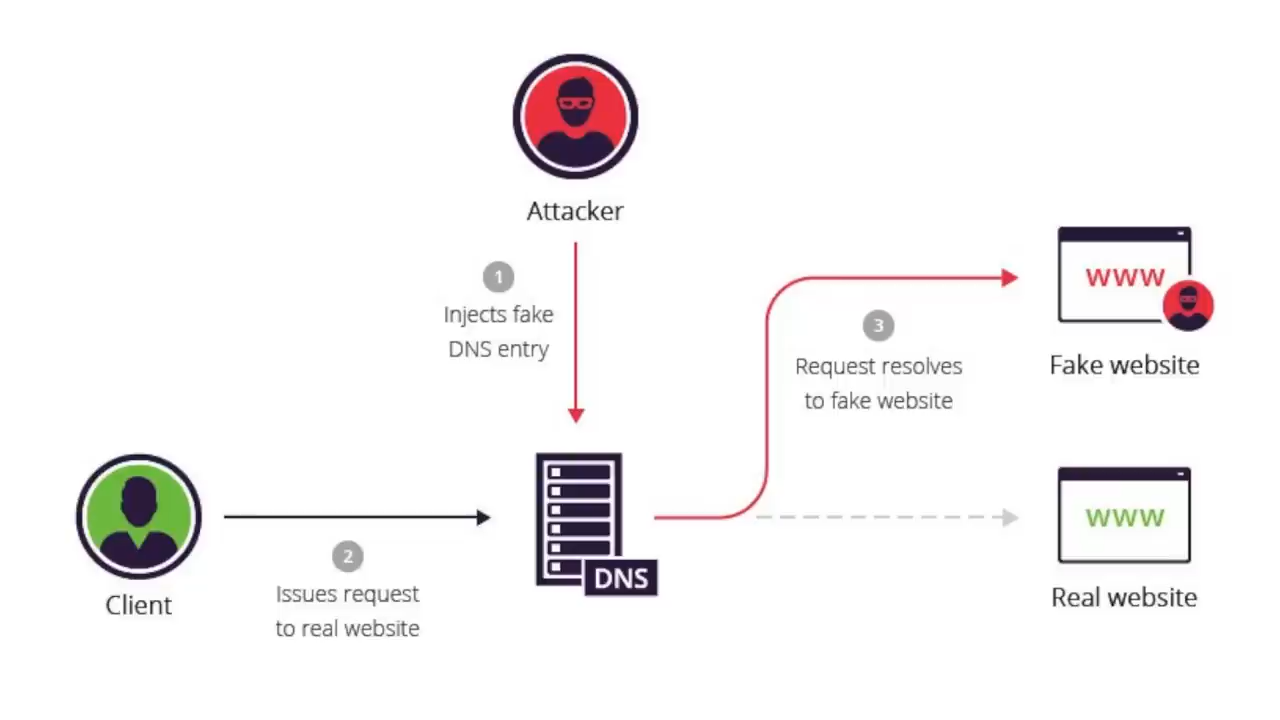 Attacker
1
Injects fake
DNS entry
www
3
Request resolves
to fake website
Fake website
DNS
www
Client
2
Issues request
to real website
Real website